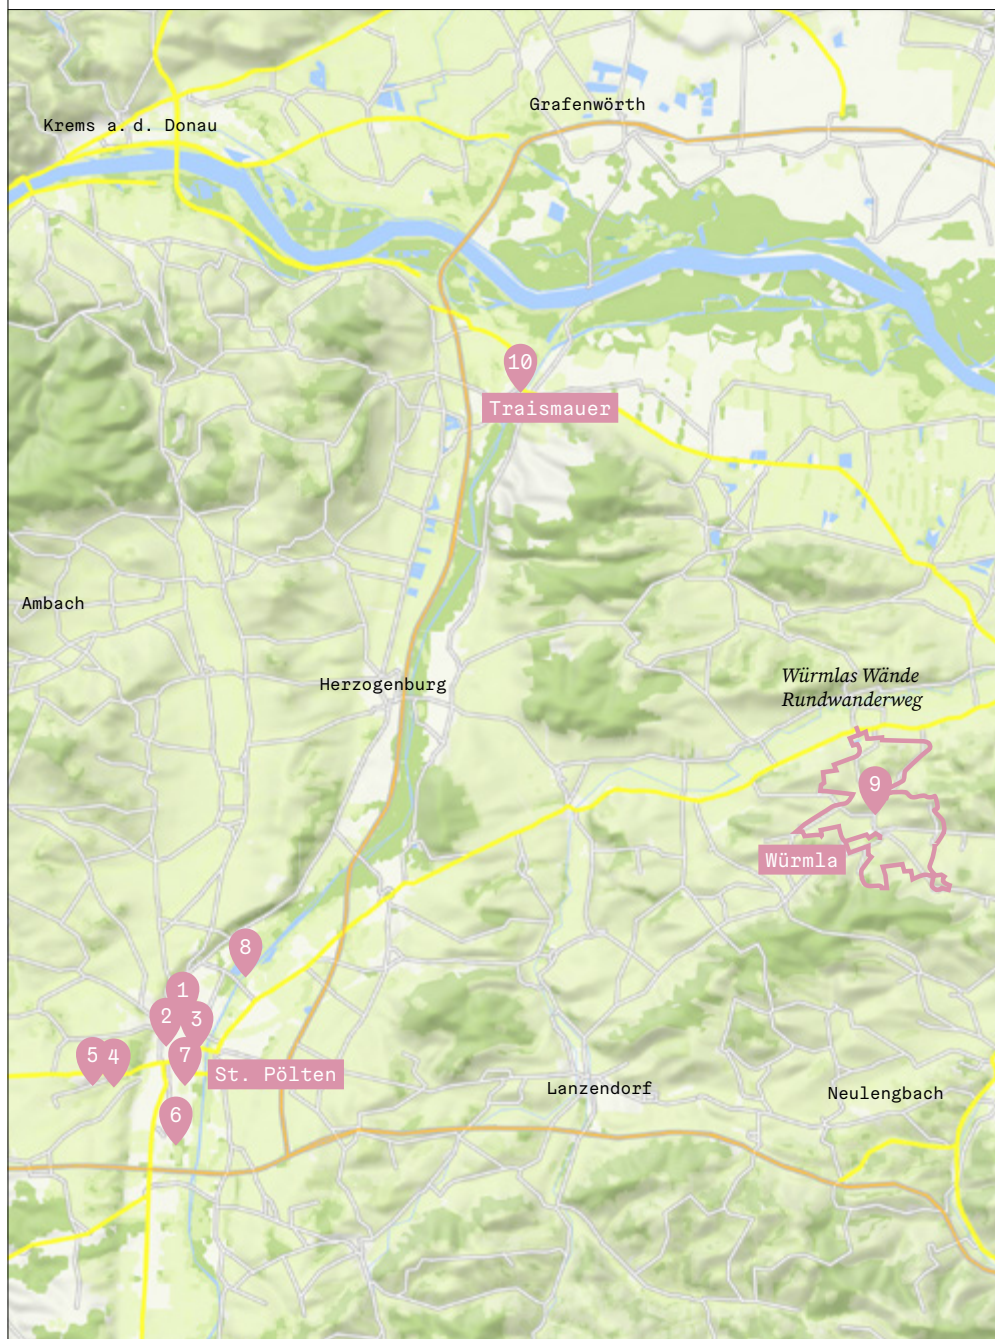 Grafenwörth
Krems a. d. Donau
10
Traismauer
Ambach
Würmlas Wände
Rundwanderweg
Herzogenburg
9
Würmla
8
1
2
3
5
4
7
St. Pölten
Lanzendorf
Neulengbach
6